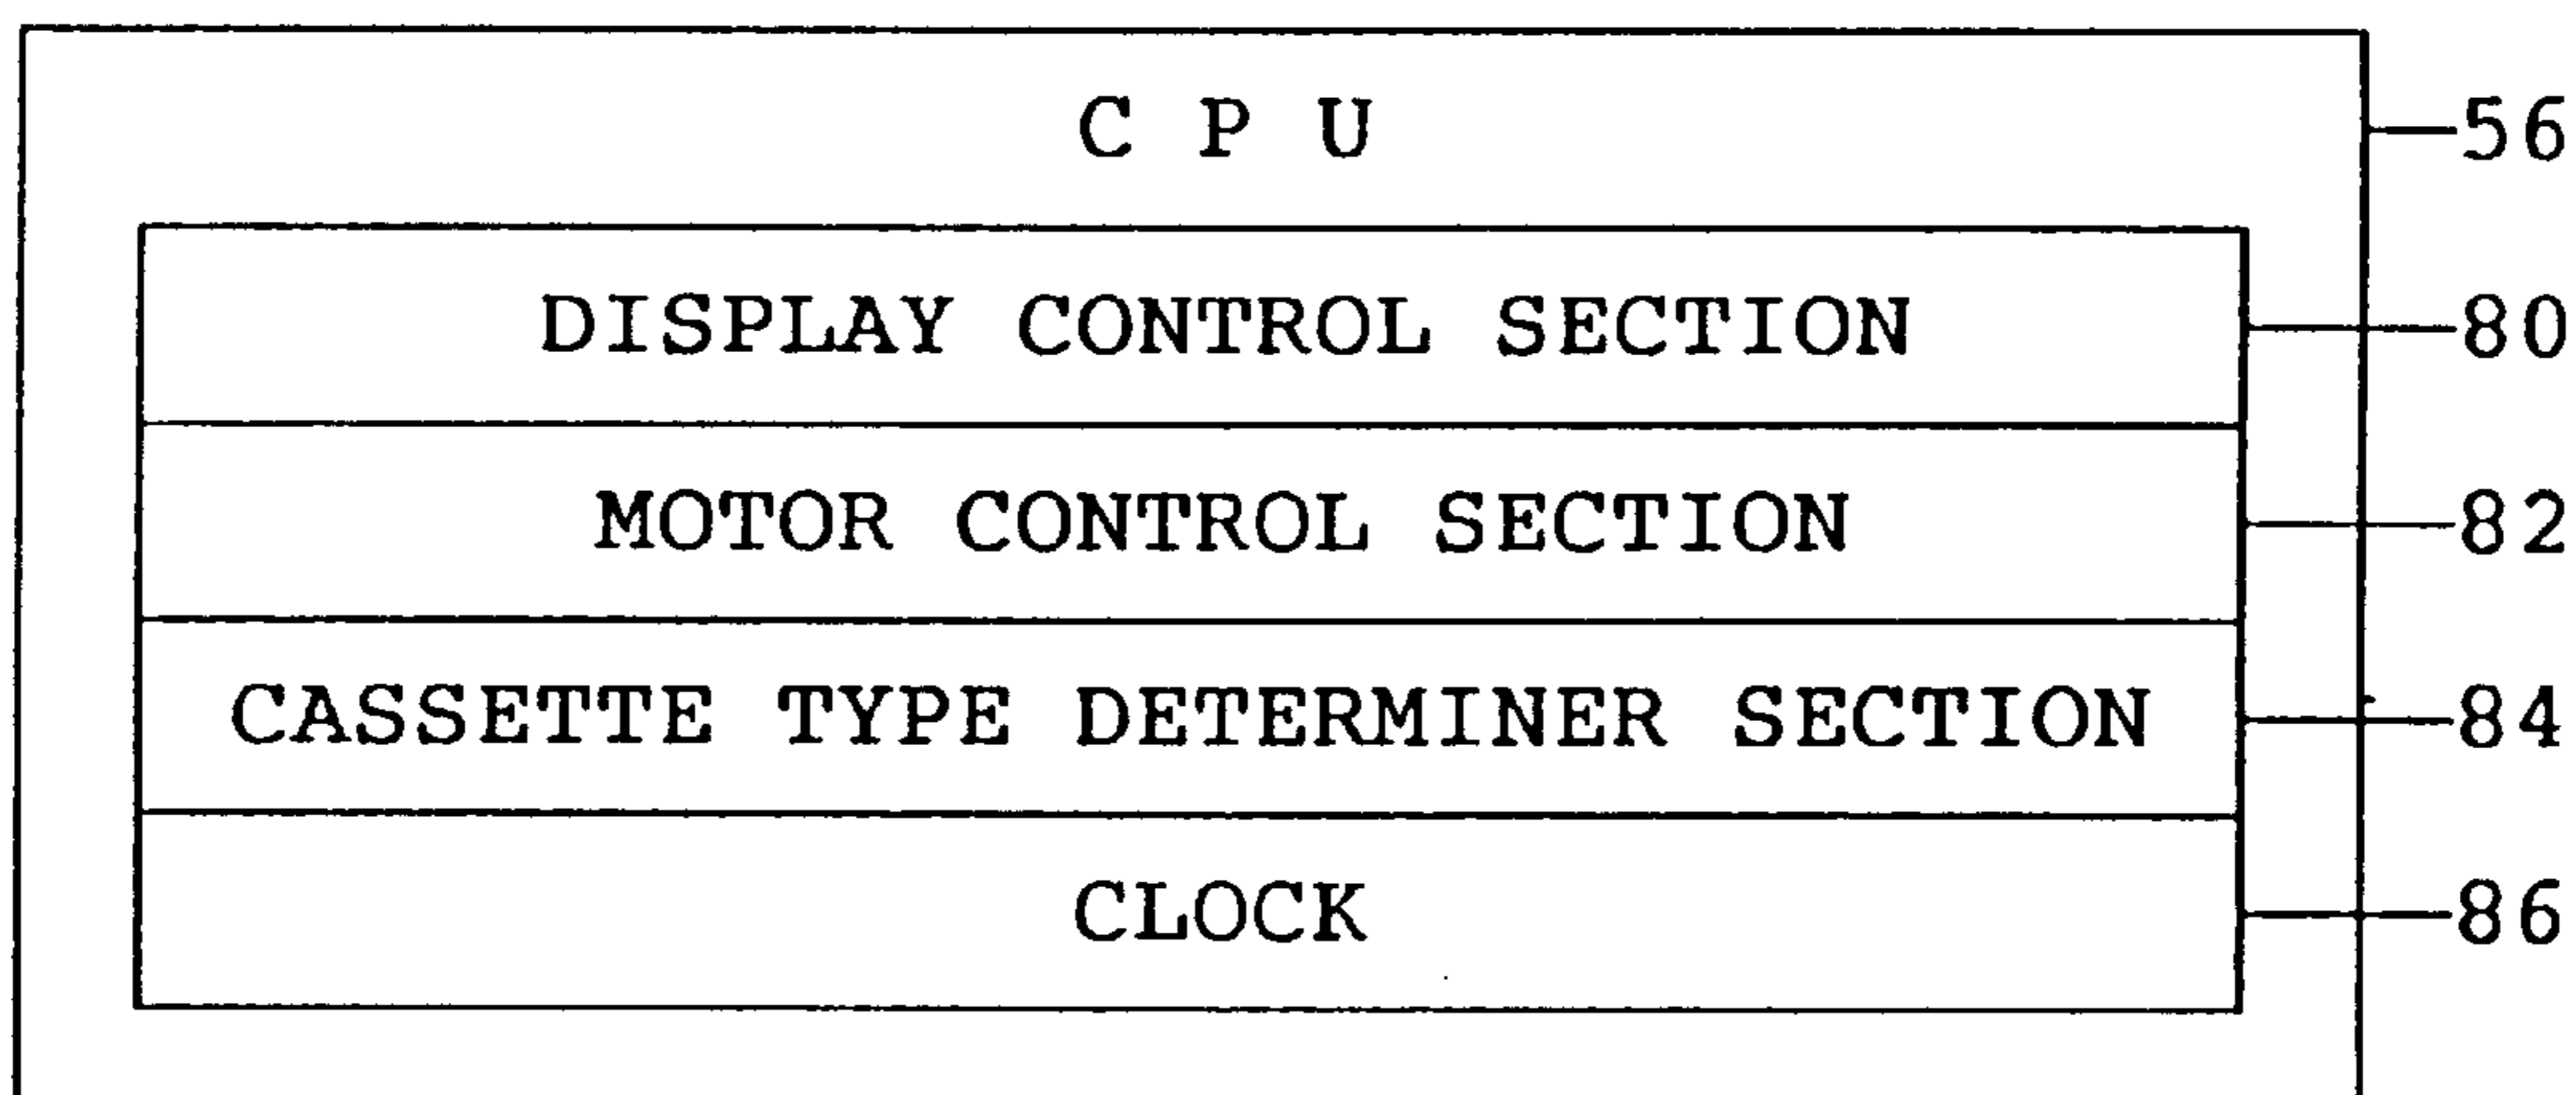 C P U 56
DISPLAY CONTROL SECTION 80
MOTOR CONTROL SECTION 82
CASSETTE TYPE DETERMINER SECTION 84
CLOCK 86